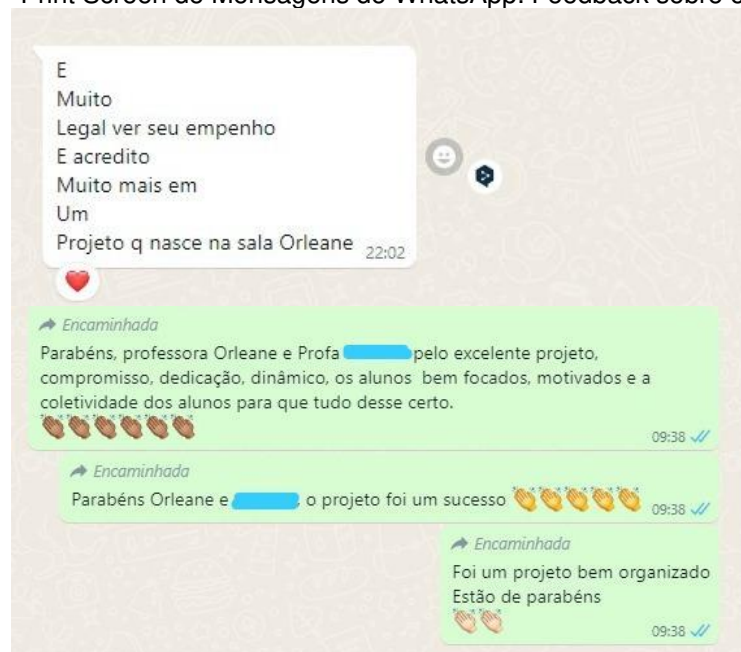 Print Screen de Mensagens do WhatsApp: Feedback sobre
E
Muito
Legal ver seu empenho
E acredito
Muito mais em
Um
Projeto q nasce na sala Orleane 22:02
Encaminhada
Parabéns, professora Orleane e Profa pelo excelente projeto,
compromisso, dedicação, dinâmico, os alunos bem focados, motivados e a
coletividade dos alunos para que tudo desse certo.
👏🏽👏🏽👏🏽👏🏽👏🏽👏🏽
09:38
Encaminhada
Parabéns Orleane e , o projeto foi um sucesso 👏👏👏👏👏 09:38
Encaminhada
Foi um projeto bem organizado
Estão de parabéns
👏🏻👏🏻
09:38